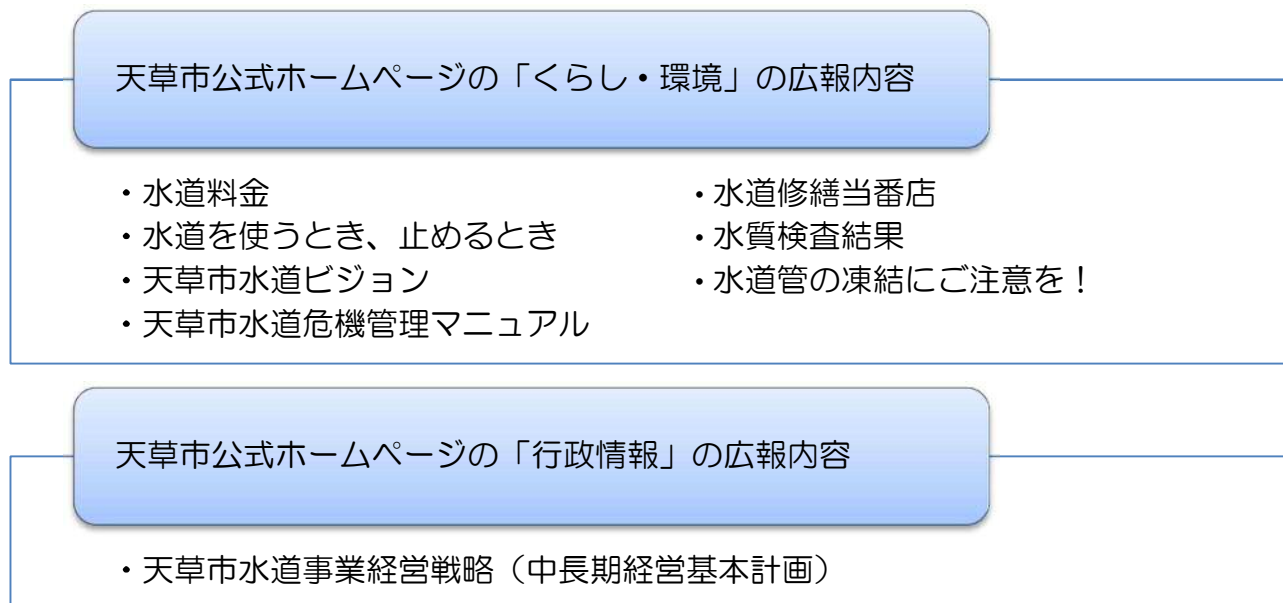 天草市公式ホームページの「くらし・環境」の広報内容
・水道料金
・水道を使うとき、止めるとき
・天草市水道ビジョン
・天草市水道危機管理マニュアル
・水道修繕当番店
・水質検査結果
・水道管の凍結にご注意を！
天草市公式ホームページの「行政情報」の広報内容
・天草市水道事業経営戦略（中長期経営基本計画）